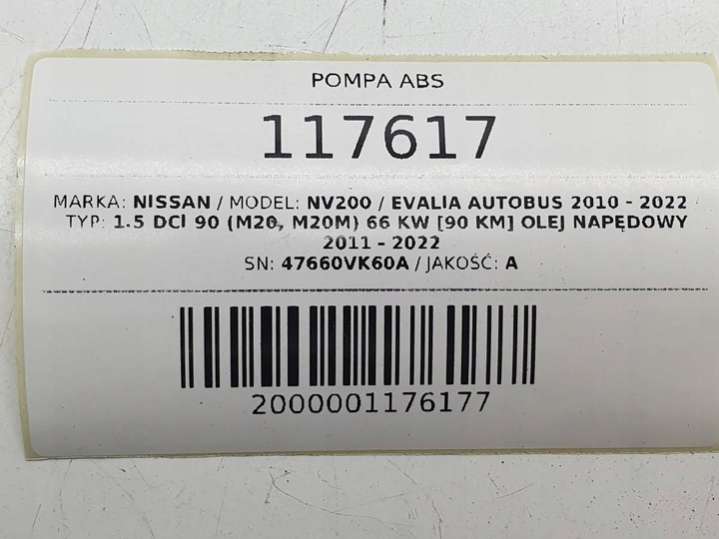 POMPA ABS
117617
MARKA: NISSAN / MODEL: NV200 / EVALIA AUTOBUS 2010 - 2022
TYP: 1.5 DCI 90 (M20, M20M) 66 KW [90 KM] OLEJ NAPĘDOWY
2011 - 2022
SN: 47660VK60A / JAKOŚĆ: A
2000001176177